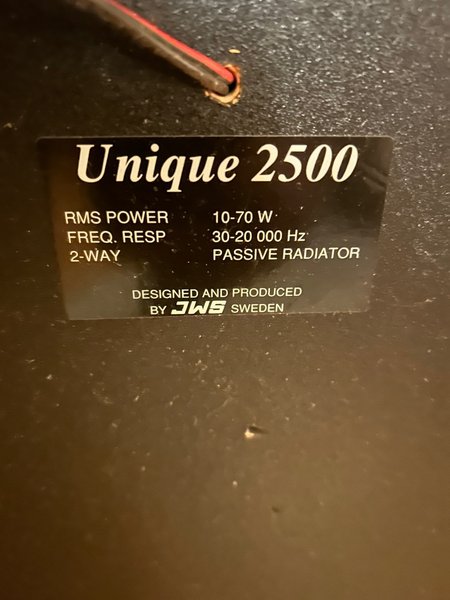 Unique 2500
RMS POWER 10-70 W
FREQ. RESP 30-20 000 Hz
2-WAY PASSIVE RADIATOR
DESIGNED AND PRODUCED
BY JWS SWEDEN